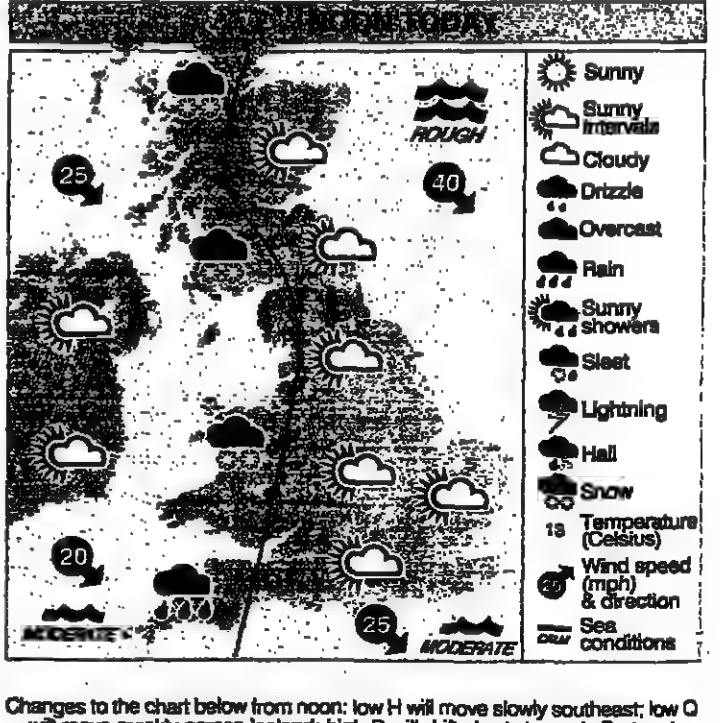 NOON TODAY
ROUGH
25
40
20
MODERATE
25
MODERATE
Sunny
Sunny
intervals
Cloudy
Drizzle
Overcast
Rain
Sunny
showers
Sleet
Lightning
Hail
Snow
Temperature
(Celsius)
Wind speed
(mph)
& direction
Sea
conditions
Changes to the chart below from noon: low H will move slowly southeast; low Q